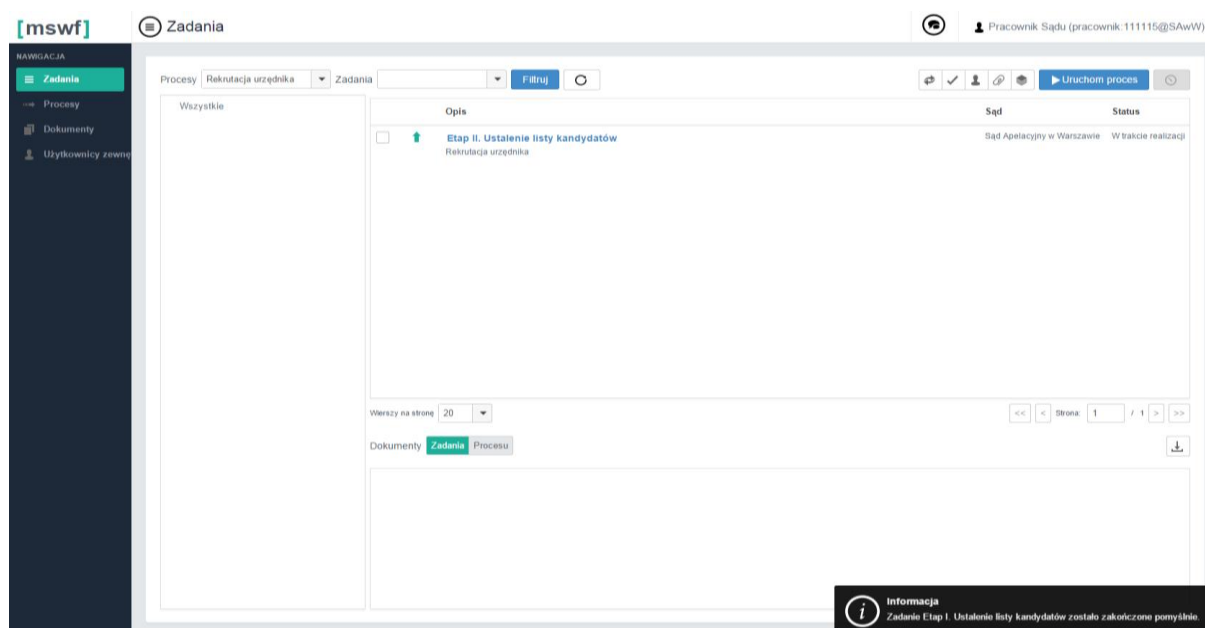 [mswf]
Zadania
Pracownik Sądu (pracownik.111115@SAwW)
NAWIGACJA
Zadania
Procesy
Dokumenty
Użytkownicy zewnę
Procesy Rekrutacja urzędnika Zadania Filtruj Uruchom proces
Wszystkie
Opis Sąd Status
Etap II. Ustalenie listy kandydatów Sąd Apelacyjny w Warszawie W trakcie realizacji
Rekrutacja urzędnika
Wierszy na stronę 20 << < Strona: 1 / 1 > >>
Dokumenty Zadania Procesu
Informacja
Zadanie Etap I. Ustalenie listy kandydatów zostało zakończone pomyślnie.